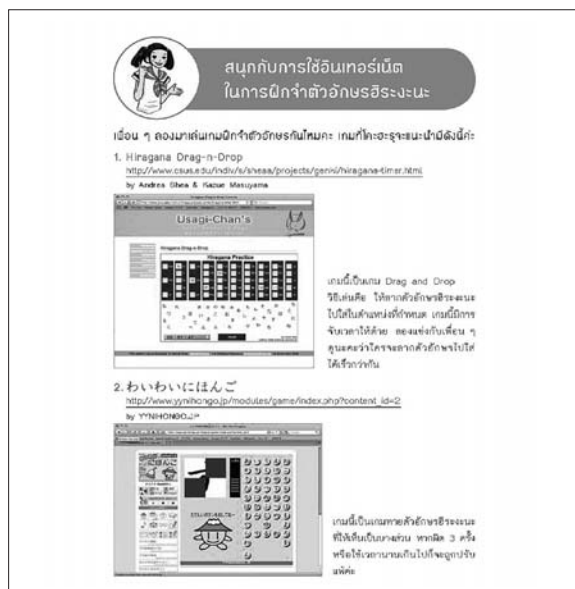 สนุกกับการใช้อินเทอร์เน็ต
ในการฝึกจำตัวอักษรฮิระงะนะ
เพื่อน ๆ ลองมาเล่นเกมฝึกจำตัวอักษรกันไหมคะ เกมที่โคะฮะรุจะแนะนำมีดังนี้ค่ะ
1. Hiragana Drag-n-Drop
http://www.csus.edu/indiv/s/sheaa/projects/genki/hiragana-timer.html
by Andrea Shea & Kazue Masuyama
Usagi-Chan's
Hiragana Drag-n-Drop
Hiragana Practice
เกมนี้เป็นเกม Drag and Drop
วิธีเล่นคือ ให้ลากตัวอักษรฮิระงะนะ
ไปใส่ในตำแหน่งที่กำหนด เกมนี้มีการ
จับเวลาให้ด้วย ลองแข่งกับเพื่อน ๆ
ดูนะคะว่าใครจะลากตัวอักษรไปใส่
ได้เร็วกว่ากัน
2. わいわいにほんご
http://www.yynihongo.jp/modules/game/index.php?content_id=2
by YYNIHONGO.JP
เกมนี้เป็นเกมทายตัวอักษรฮิระงะนะ
ที่ให้เห็นเป็นบางส่วน หากผิด 3 ครั้ง
หรือใช้เวลานานเกินไปก็จะถูกปรับ
แพ้ค่ะ